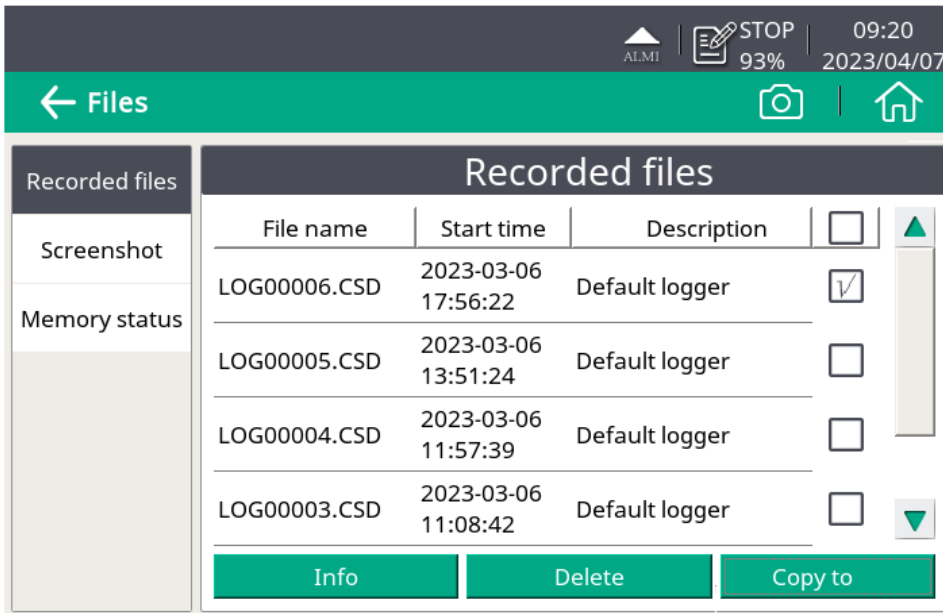 ALMI
STOP
93%
09:20
2023/04/07
Files
Recorded files
Screenshot
Memory status
Recorded files
File name Start time Description
LOG00006.CSD 2023-03-06 17:56:22 Default logger
LOG00005.CSD 2023-03-06 13:51:24 Default logger
LOG00004.CSD 2023-03-06 11:57:39 Default logger
LOG00003.CSD 2023-03-06 11:08:42 Default logger
Info Delete Copy to